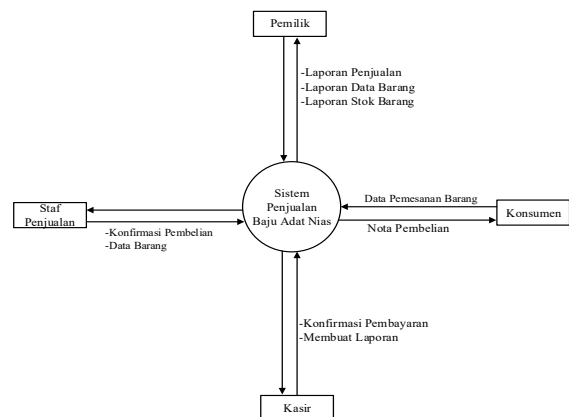 Pemilik
-Laporan Penjualan
-Laporan Data Barang
-Laporan Stok Barang
Sistem
Penjualan
Baju Adat Nias
Staf
Penjualan
-Konfirmasi Pembelian
-Data Barang
Data Pemesanan Barang
Nota Pembelian
Konsumen
-Konfirmasi Pembayaran
-Membuat Laporan
Kasir